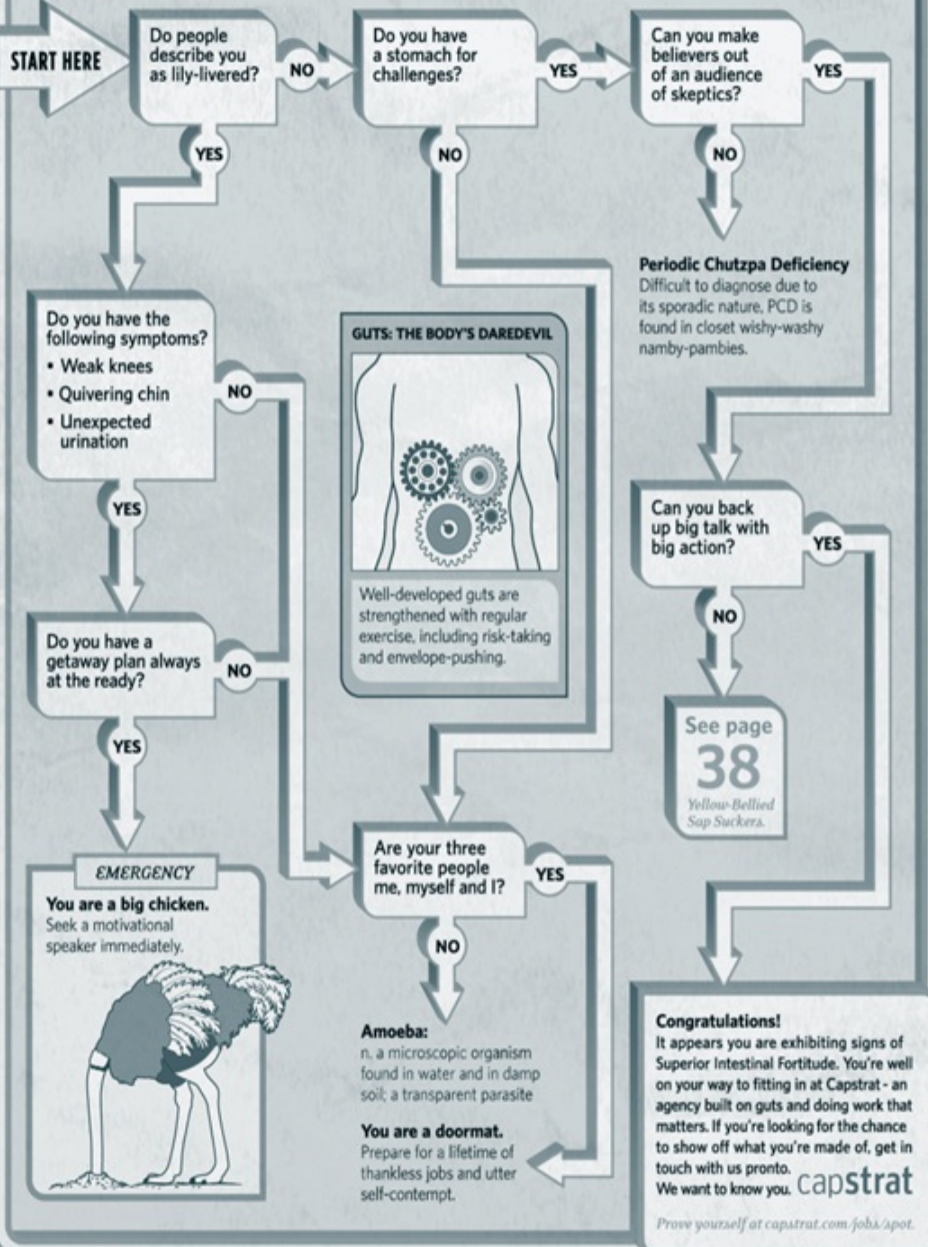 START HERE
Do people
describe you
as lily-livered?
NO
YES
Do you have
a stomach for
challenges?
YES
NO
Can you make
believers out
of an audience
of skeptics?
YES
NO
Periodic Chutzpa Deficiency
Difficult to diagnose due to
its sporadic nature, PCD is
found in closet wishy-washy
namby-pambies.
Do you have the
following symptoms?
• Weak knees
• Quivering chin
• Unexpected
urination
NO
YES
GUTS: THE BODY'S DAREDEVIL
Well-developed guts are
strengthened with regular
exercise, including risk-taking
and envelope-pushing.
Can you back
up big talk with
big action?
YES
NO
Do you have a
getaway plan always
at the ready?
NO
YES
See page
38
Yellow-Bellied
Sap Suckers.
EMERGENCY
You are a big chicken.
Seek a motivational
speaker immediately.
Are your three
favorite people
me, myself and I?
YES
NO
Amoeba:
n. a microscopic organism
found in water and in damp
soil; a transparent parasite
You are a doormat.
Prepare for a lifetime of
thankless jobs and utter
self-contempt.
Congratulations!
It appears you are exhibiting signs of
Superior Intestinal Fortitude. You're well
on your way to fitting in at Capstrat - an
agency built on guts and doing work that
matters. If you're looking for the chance
to show off what you're made of, get in
touch with us pronto.
We want to know you. capstrat
Prove yourself at capstrat.com/jobs/spot.